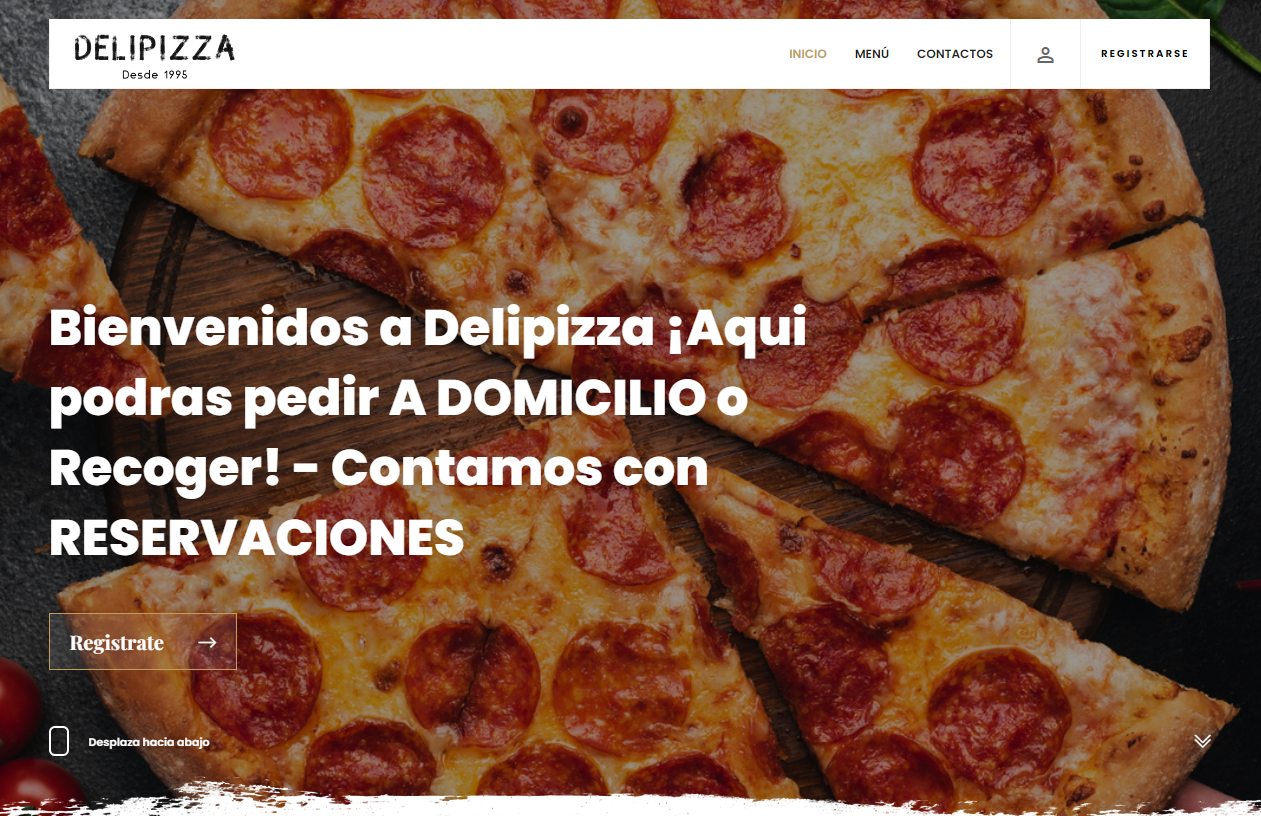 DELIPIZZA
Desde 1995
INICIO MENÚ CONTACTOS REGISTRARSE
Bienvenidos a Delipizza ¡Aqui
podras pedir A DOMICILIO o
Recoger! – Contamos con
RESERVACIONES
Registrate
Desplaza hacia abajo